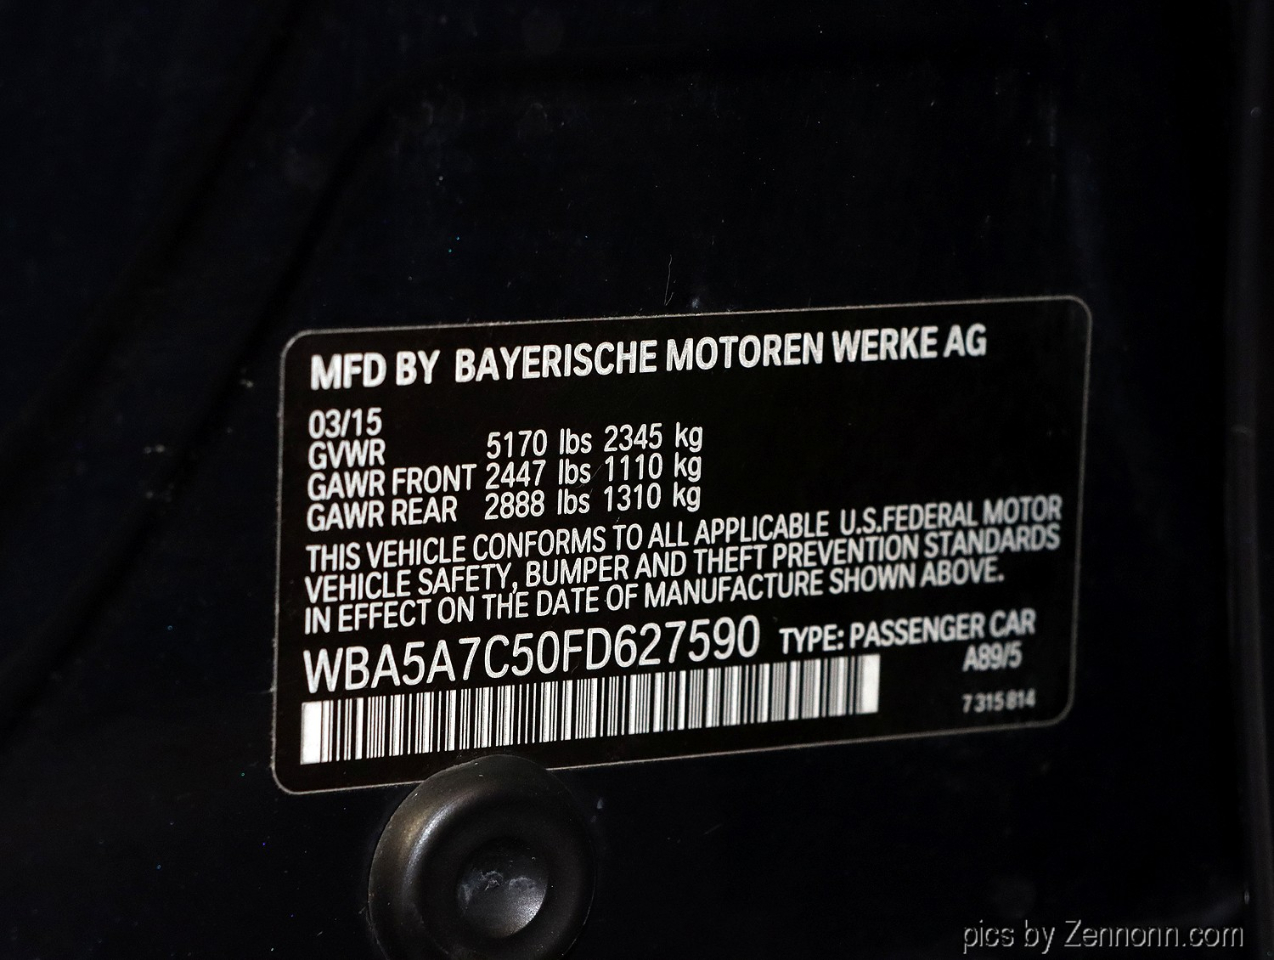 MFD BY BAYERISCHE MOTOREN WERKE AG
03/15
GVWR 5170 lbs 2345 kg
GAWR FRONT 2447 lbs 1110 kg
GAWR REAR 2888 lbs 1310 kg
THIS VEHICLE CONFORMS TO ALL APPLICABLE U.S.FEDERAL MOTOR
VEHICLE SAFETY, BUMPER AND THEFT PREVENTION STANDARDS
IN EFFECT ON THE DATE OF MANUFACTURE SHOWN ABOVE.
WBA5A7C50FD627590 TYPE: PASSENGER CAR
A89/5
7 315 814
pics by Zennonn.com